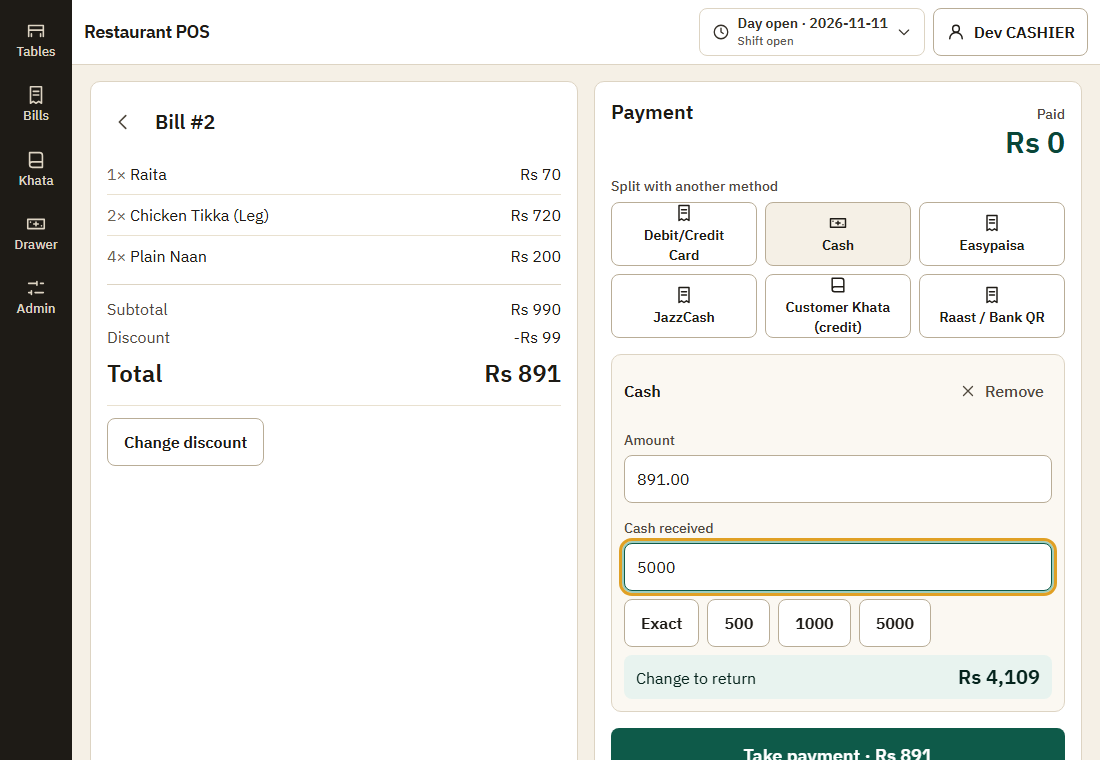 Restaurant POS
Day open · 2026-11-11
Shift open
Dev CASHIER
Tables
Bills
Khata
Drawer
Admin
Bill #2
1× Raita Rs 70
2× Chicken Tikka (Leg) Rs 720
4× Plain Naan Rs 200
Subtotal Rs 990
Discount -Rs 99
Total Rs 891
Change discount
Payment
Paid
Rs 0
Split with another method
Debit/Credit
Card
Cash
Easypaisa
JazzCash
Customer Khata
(credit)
Raast / Bank QR
Cash
Remove
Amount
891.00
Cash received
5000
Exact 500 1000 5000
Change to return Rs 4,109
Take payment · Rs 891